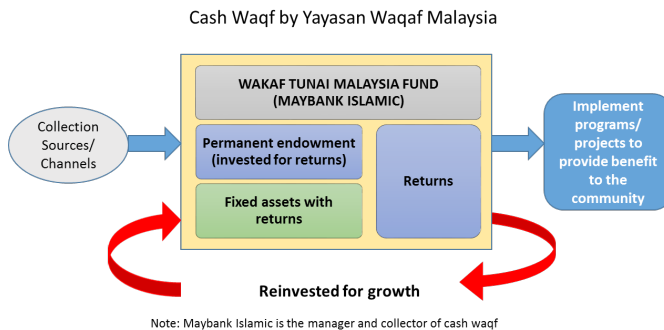 Cash Waqf by Yayasan Waqaf Malaysia
WAKAF TUNAI MALAYSIA FUND
(MAYBANK ISLAMIC)
Collection
Sources/
Channels
Permanent endowment
(invested for returns)
Fixed assets with
returns
Returns
Implement
programs/
projects to
provide benefit
to the
community
Reinvested for growth
Note: Maybank Islamic is the manager and collector of cash waqf